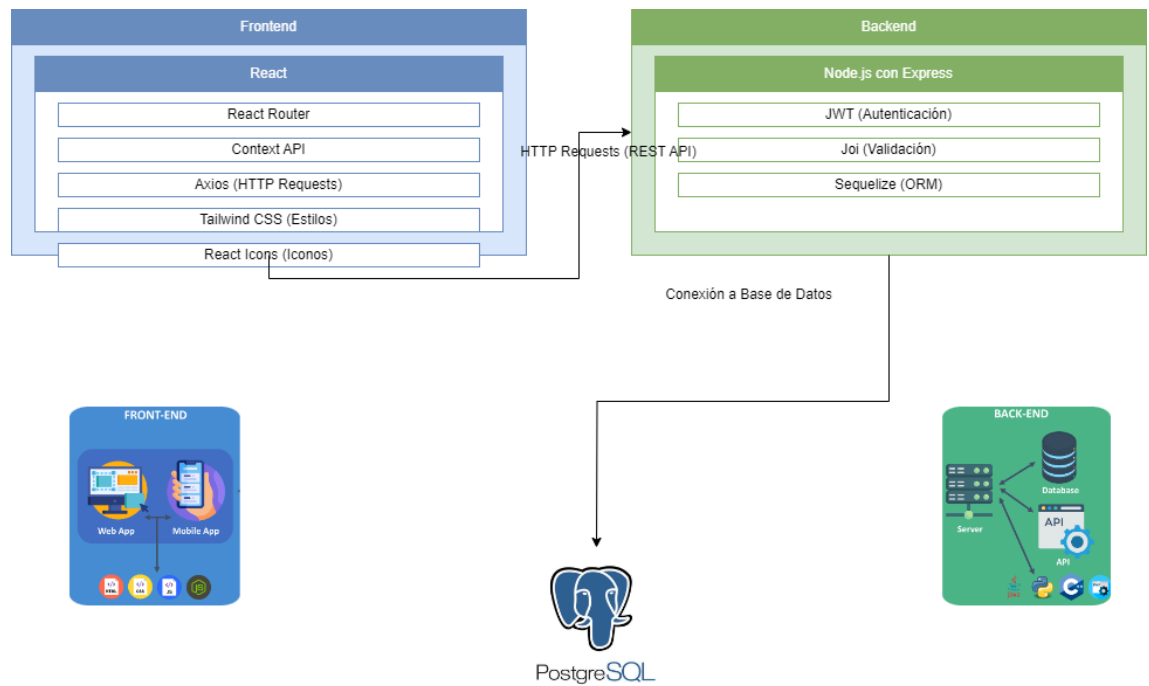 Frontend
Backend
React
Node.js con Express
React Router
Context API
Axios (HTTP Requests)
Tailwind CSS (Estilos)
React Icons (Iconos)
HTTP Requests (REST API)
JWT (Autenticación)
Joi (Validación)
Sequelize (ORM)
Conexión a Base de Datos
FRONT-END
Web App
Mobile App
HTML
JS
BACK-END
Database
Server
API
API
PostgreSQL